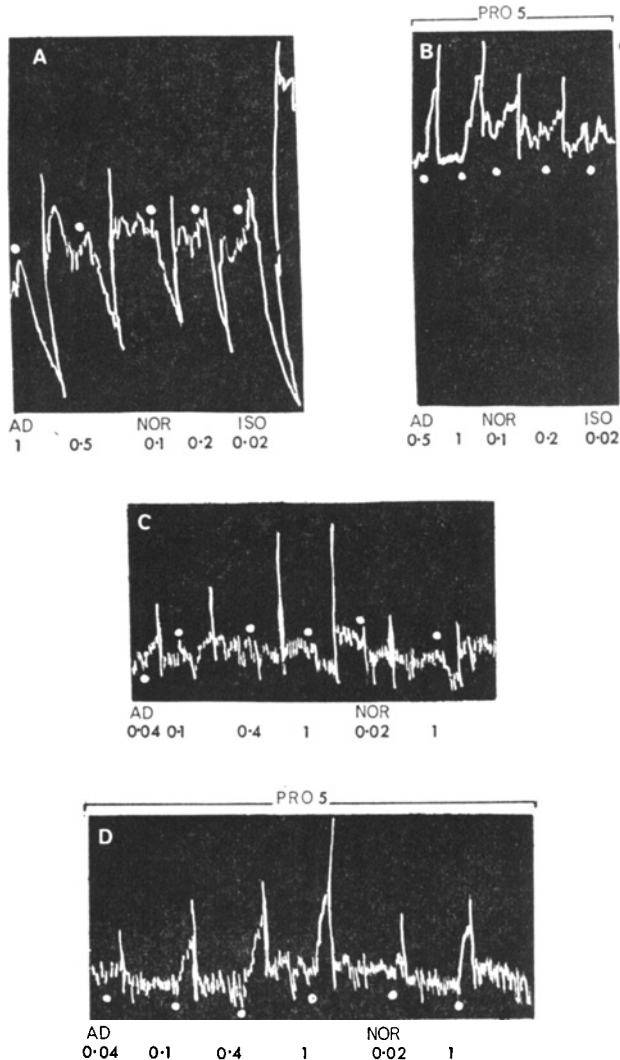 PRO 5
A
B
AD NOR ISO
1 0·5 0·1 0·2 0·02
AD NOR ISO
0·5 1 0·1 0·2 0·02
C
AD NOR
0·04 0·1 0·4 1 0·02 1
PRO 5
D
AD NOR
0·04 0·1 0·4 1 0·02 1